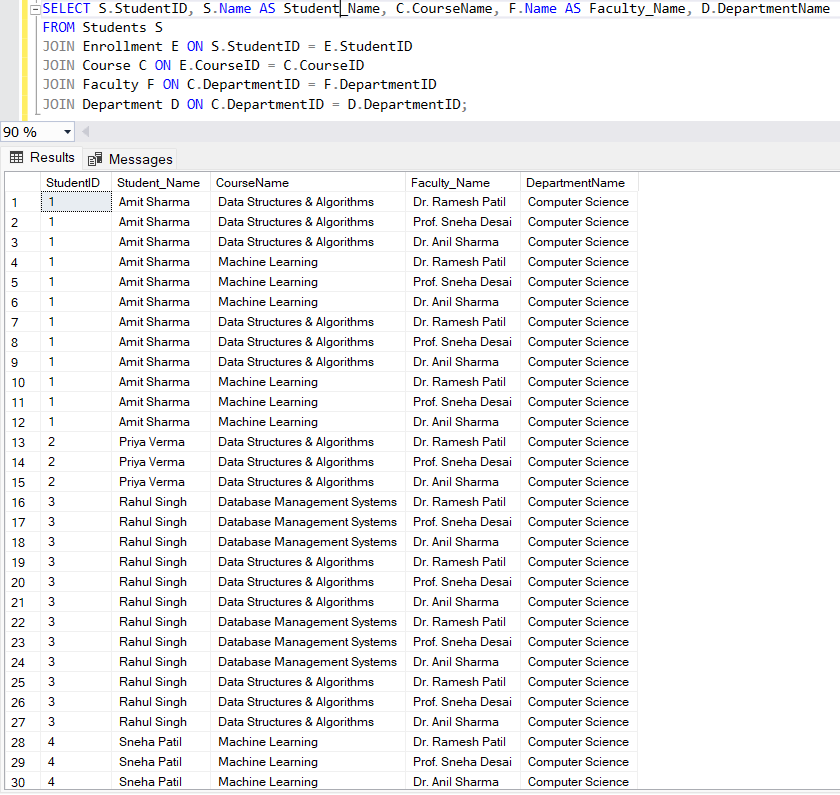 SELECT S.StudentID, S.Name AS Student_Name, C.CourseName, F.Name AS Faculty_Name, D.DepartmentName
FROM Students S
JOIN Enrollment E ON S.StudentID = E.StudentID
JOIN Course C ON E.CourseID = C.CourseID
JOIN Faculty F ON C.DepartmentID = F.DepartmentID
JOIN Department D ON C.DepartmentID = D.DepartmentID;
90 %
Results Messages
StudentID Student_Name CourseName Faculty_Name DepartmentName
1 1 Amit Sharma Data Structures & Algorithms Dr. Ramesh Patil Computer Science
2 1 Amit Sharma Data Structures & Algorithms Prof. Sneha Desai Computer Science
3 1 Amit Sharma Data Structures & Algorithms Dr. Anil Sharma Computer Science
4 1 Amit Sharma Machine Learning Dr. Ramesh Patil Computer Science
5 1 Amit Sharma Machine Learning Prof. Sneha Desai Computer Science
6 1 Amit Sharma Machine Learning Dr. Anil Sharma Computer Science
7 1 Amit Sharma Data Structures & Algorithms Dr. Ramesh Patil Computer Science
8 1 Amit Sharma Data Structures & Algorithms Prof. Sneha Desai Computer Science
9 1 Amit Sharma Data Structures & Algorithms Dr. Anil Sharma Computer Science
10 1 Amit Sharma Machine Learning Dr. Ramesh Patil Computer Science
11 1 Amit Sharma Machine Learning Prof. Sneha Desai Computer Science
12 1 Amit Sharma Machine Learning Dr. Anil Sharma Computer Science
13 2 Priya Verma Data Structures & Algorithms Dr. Ramesh Patil Computer Science
14 2 Priya Verma Data Structures & Algorithms Prof. Sneha Desai Computer Science
15 2 Priya Verma Data Structures & Algorithms Dr. Anil Sharma Computer Science
16 3 Rahul Singh Database Management Systems Dr. Ramesh Patil Computer Science
17 3 Rahul Singh Database Management Systems Prof. Sneha Desai Computer Science
18 3 Rahul Singh Database Management Systems Dr. Anil Sharma Computer Science
19 3 Rahul Singh Data Structures & Algorithms Dr. Ramesh Patil Computer Science
20 3 Rahul Singh Data Structures & Algorithms Prof. Sneha Desai Computer Science
21 3 Rahul Singh Data Structures & Algorithms Dr. Anil Sharma Computer Science
22 3 Rahul Singh Database Management Systems Dr. Ramesh Patil Computer Science
23 3 Rahul Singh Database Management Systems Prof. Sneha Desai Computer Science
24 3 Rahul Singh Database Management Systems Dr. Anil Sharma Computer Science
25 3 Rahul Singh Data Structures & Algorithms Dr. Ramesh Patil Computer Science
26 3 Rahul Singh Data Structures & Algorithms Prof. Sneha Desai Computer Science
27 3 Rahul Singh Data Structures & Algorithms Dr. Anil Sharma Computer Science
28 4 Sneha Patil Machine Learning Dr. Ramesh Patil Computer Science
29 4 Sneha Patil Machine Learning Prof. Sneha Desai Computer Science
30 4 Sneha Patil Machine Learning Dr. Anil Sharma Computer Science